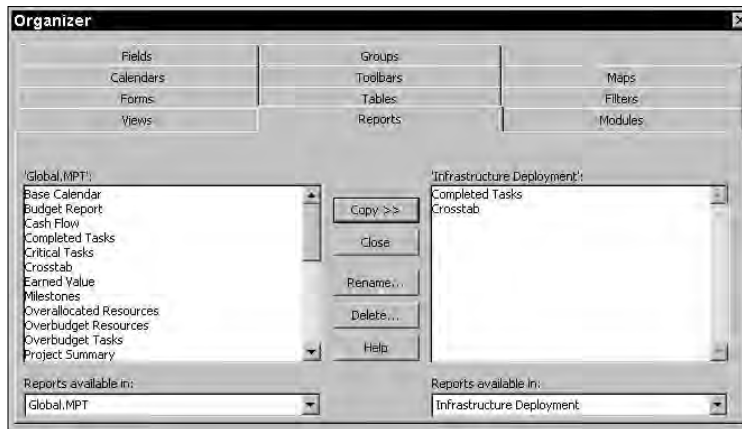 Organizer
Fields Groups
Calendars Toolbars Maps
Forms Tables Filters
Views Reports Modules
'Global.MPT':
Base Calendar
Budget Report
Cash Flow
Completed Tasks
Critical Tasks
Crosstab
Earned Value
Milestones
Overallocated Resources
Overbudget Resources
Overbudget Tasks
Project Summary
Copy >>
Close
Rename...
Delete...
Help
'Infrastructure Deployment':
Completed Tasks
Crosstab
Reports available in:
Global.MPT
Reports available in:
Infrastructure Deployment